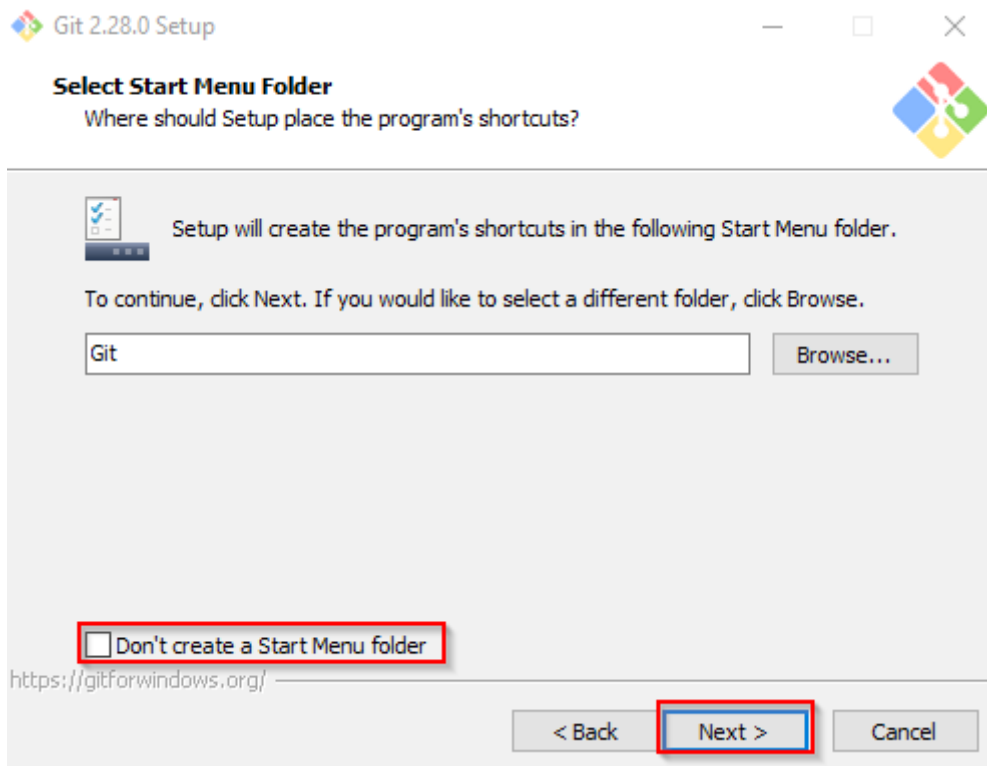 Git 2.28.0 Setup
Select Start Menu Folder
Where should Setup place the program's shortcuts?
Setup will create the program's shortcuts in the following Start Menu folder.
To continue, click Next. If you would like to select a different folder, click Browse.
Git
Browse...
Don't create a Start Menu folder
https://gitforwindows.org/
< Back
Next >
Cancel